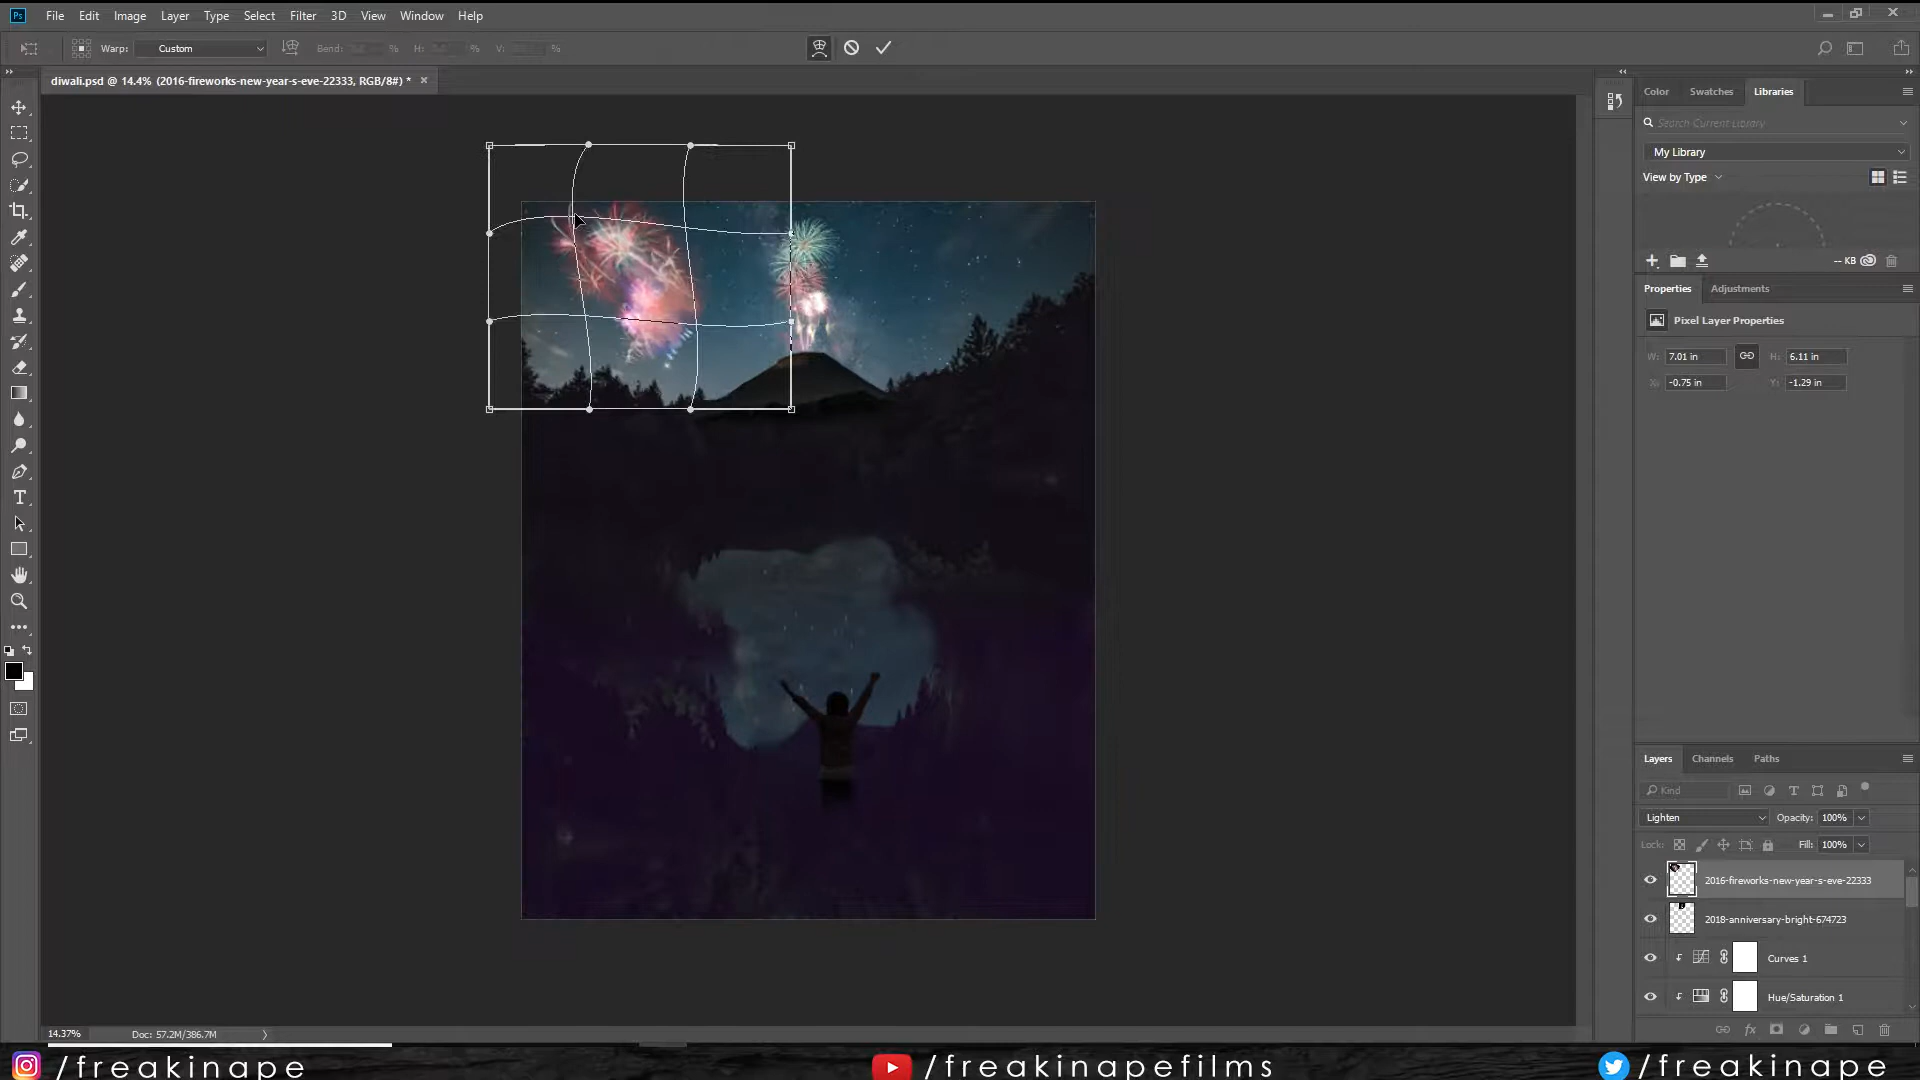 Ps File Edit Image Layer Type Select Filter 3D View Window Help
Warp: Custom Bend: % H: % V: %
diwali.psd @ 14.4% (2016-fireworks-new-year-s-eve-22333, RGB/8#) * ×
Color Swatches Libraries
Search Current Library
My Library
View by Type
-- KB
Properties Adjustments
Pixel Layer Properties
W: 7.01 in H: 6.11 in
X: -0.75 in Y: -1.29 in
Layers Channels Paths
Kind
Lighten Opacity: 100%
Lock: Fill: 100%
2016-fireworks-new-year-s-eve-22333
2018-anniversary-bright-674723
Curves 1
Hue/Saturation 1
14.37% Doc: 57.2M/386.7M
/freakinape /freakinapefilms /freakinape